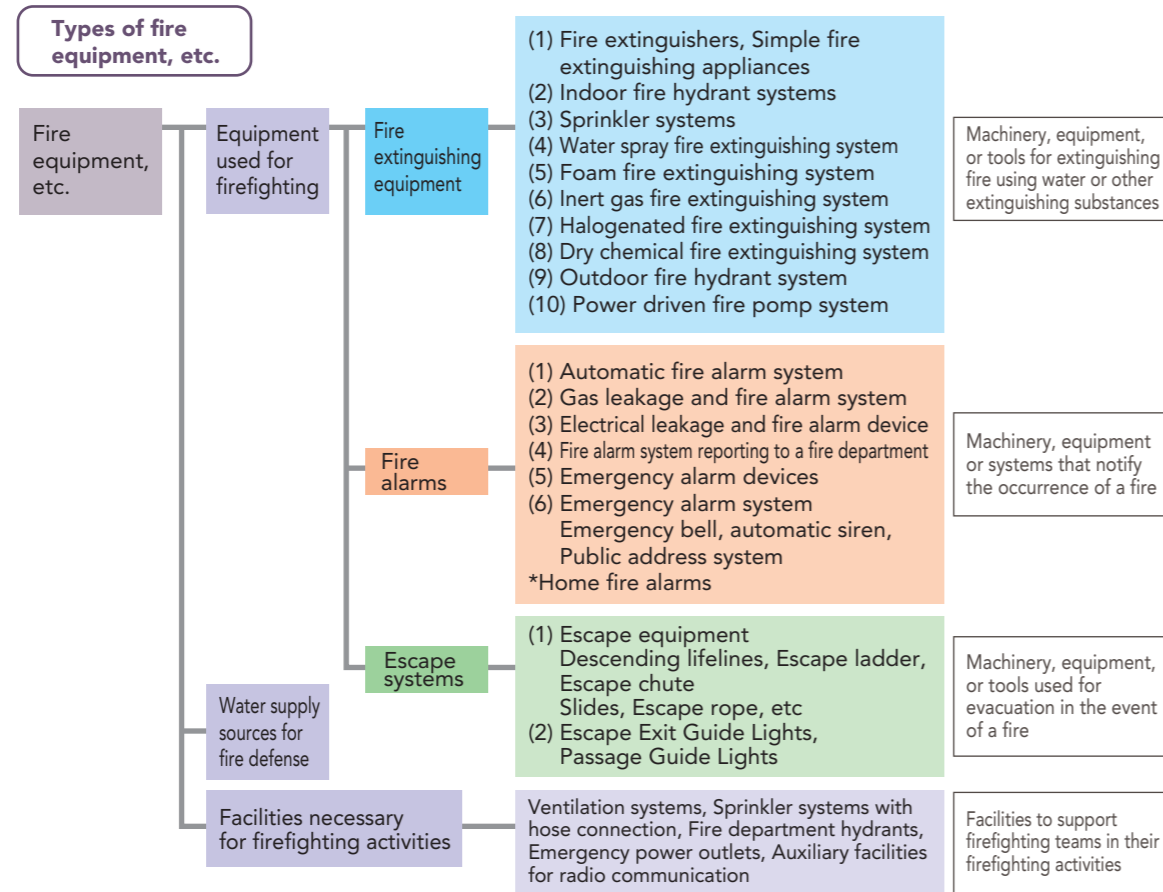 Types of fire
equipment, etc.
Fire
equipment,
etc.
Equipment
used for
firefighting
Fire
extinguishing
equipment
(1) Fire extinguishers, Simple fire
extinguishing appliances
(2) Indoor fire hydrant systems
(3) Sprinkler systems
(4) Water spray fire extinguishing system
(5) Foam fire extinguishing system
(6) Inert gas fire extinguishing system
(7) Halogenated fire extinguishing system
(8) Dry chemical fire extinguishing system
(9) Outdoor fire hydrant system
(10) Power driven fire pomp system
Machinery, equipment,
or tools for extinguishing
fire using water or other
extinguishing substances
Fire
alarms
(1) Automatic fire alarm system
(2) Gas leakage and fire alarm system
(3) Electrical leakage and fire alarm device
(4) Fire alarm system reporting to a fire department
(5) Emergency alarm devices
(6) Emergency alarm system
Emergency bell, automatic siren,
Public address system
*Home fire alarms
Machinery, equipment
or systems that notify
the occurrence of a fire
Escape
systems
(1) Escape equipment
Descending lifelines, Escape ladder,
Escape chute
Slides, Escape rope, etc
(2) Escape Exit Guide Lights,
Passage Guide Lights
Machinery, equipment,
or tools used for
evacuation in the event
of a fire
Water supply
sources for
fire defense
Facilities necessary
for firefighting activities
Ventilation systems, Sprinkler systems with
hose connection, Fire department hydrants,
Emergency power outlets, Auxiliary facilities
for radio communication
Facilities to support
firefighting teams in their
firefighting activities